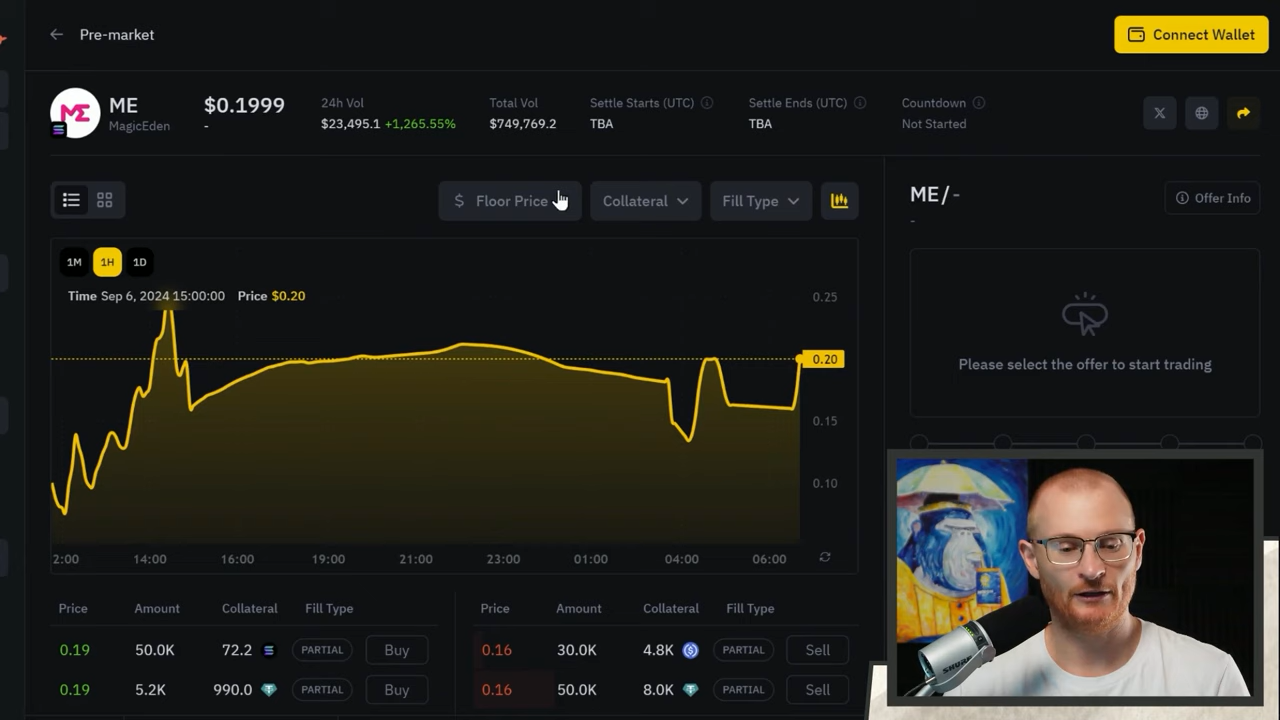 Pre-market
Connect Wallet
ME
MagicEden
$0.1999
-
24h Vol
$23,495.1 +1,265.55%
Total Vol
$749,769.2
Settle Starts (UTC)
TBA
Settle Ends (UTC)
TBA
Countdown
Not Started
$ Floor Price
Collateral
Fill Type
1M 1H 1D
Time Sep 6, 2024 15:00:00 Price $0.20
0.25
0.20
0.15
0.10
2:00 14:00 16:00 19:00 21:00 23:00 01:00 04:00 06:00
ME / -
-
Offer Info
Please select the offer to start trading
Price Amount Collateral Fill Type
0.19 50.0K 72.2 PARTIAL Buy
0.19 5.2K 990.0 PARTIAL Buy
Price Amount Collateral Fill Type
0.16 30.0K 4.8K PARTIAL Sell
0.16 50.0K 8.0K PARTIAL Sell
SHURE